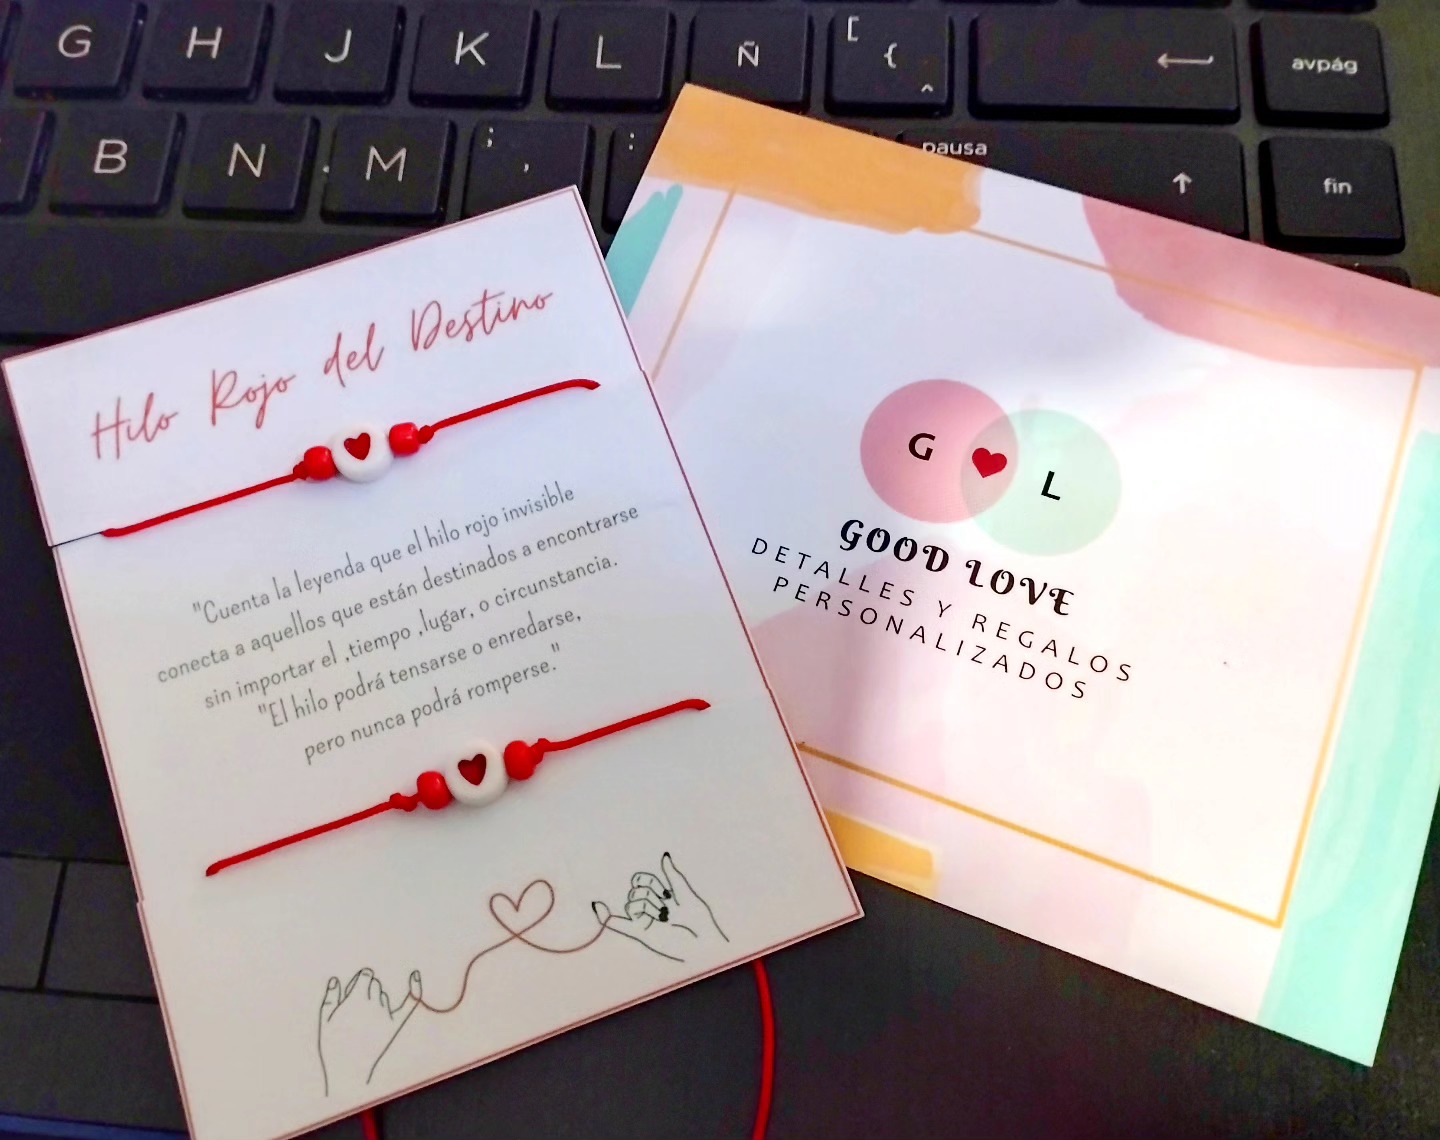 G H J K L Ñ [ { ^ avpág
B N M ; , : pausa fin
Hilo Rojo del Destino
"Cuenta la leyenda que el hilo rojo invisible
conecta a aquellos que están destinados a encontrarse
sin importar el ,tiempo ,lugar, o circunstancia.
"El hilo podrá tensarse o enredarse,
pero nunca podrá romperse."
G L
GOOD LOVE
DETALLES Y REGALOS
PERSONALIZADOS